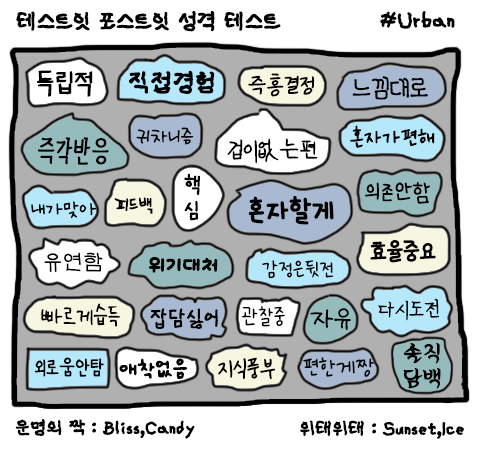 테스트잇 포스트잇 성격 테스트 #Urban
독립적 직접경험 즉흥결정 느낌대로
즉각반응 귀차니즘 겁이없는편 혼자가편해
내가맞아 피드백 핵심 혼자할게 의존안함
유연함 위기대처 감정은뒷전 효율중요
빠르게습득 잡담싫어 관찰중 자유 다시도전
외로움안탐 애착없음 지식풍부 편한게짱 솔직담백
운명의 짝 : Bliss,Candy 위태위태 : Sunset,Ice